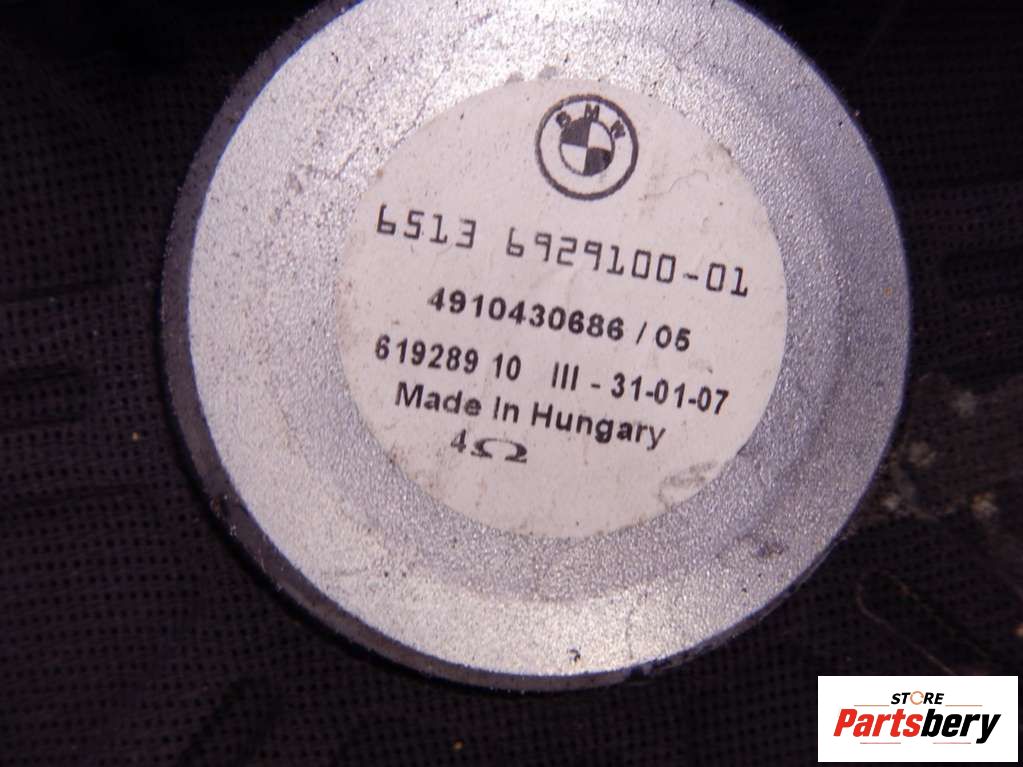 BMW
6513 6929100-01
4910430686 / 05
619289 10 III - 31-01-07
Made In Hungary
4Ω
STORE
Partsbery